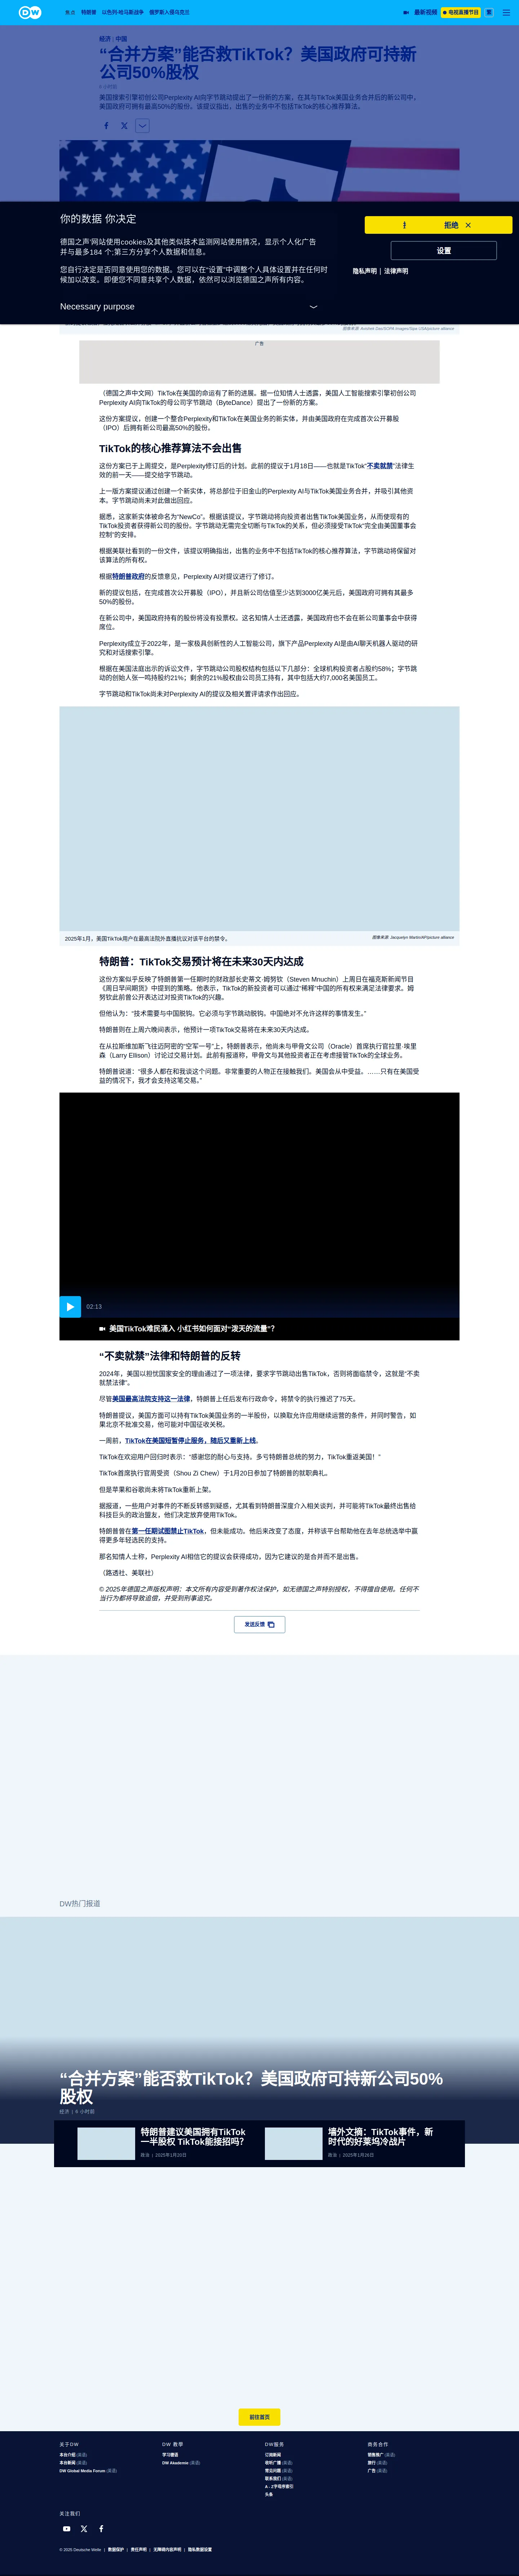 DW
焦点
特朗普
以色列-哈马斯战争
俄罗斯入侵乌克兰
最新视频
电视直播节目
繁
经济 | 中国
“合并方案”能否救TikTok？美国政府可持新公司50%股权
6 小时前
美国搜索引擎初创公司Perplexity AI向字节跳动提出了一份新的方案，在其与TikTok美国业务合并后的新公司中，
美国政府可拥有最高50%的股份。该提议指出，出售的业务中不包括TikTok的核心推荐算法。
你的数据 你决定
德国之声'网站使用cookies及其他类似技术监测网站使用情况，显示个人化广告
并与最多184 个;第三方分享个人数据和信息。
您自行决定是否同意使用您的数据。您可以在“设置”中调整个人具体设置并在任何时
候加以改变。即便您不同意共享个人数据，依然可以浏览德国之声所有内容。
Necessary purpose
拒绝
设置
隐私声明 | 法律声明
图像来源: Avishek Das/SOPA Images/Sipa USA/picture alliance
广告
（德国之声中文网）TikTok在美国的命运有了新的进展。据一位知情人士透露，美国人工智能搜索引擎初创公司
Perplexity AI向TikTok的母公司字节跳动（ByteDance）提出了一份新的方案。
这份方案提议，创建一个整合Perplexity和TikTok在美国业务的新实体，并由美国政府在完成首次公开募股
（IPO）后拥有新公司最高50%的股份。
TikTok的核心推荐算法不会出售
这份方案已于上周提交，是Perplexity修订后的计划。此前的提议于1月18日——也就是TikTok“不卖就禁”法律生
效的前一天——提交给字节跳动。
上一版方案提议通过创建一个新实体，将总部位于旧金山的Perplexity AI与TikTok美国业务合并，并吸引其他资
本。字节跳动尚未对此做出回应。
据悉，这家新实体被命名为“NewCo”。根据该提议，字节跳动将向投资者出售TikTok美国业务，从而使现有的
TikTok投资者获得新公司的股份。字节跳动无需完全切断与TikTok的关系，但必须接受TikTok“完全由美国董事会
控制”的安排。
根据美联社看到的一份文件，该提议明确指出，出售的业务中不包括TikTok的核心推荐算法，字节跳动将保留对
该算法的所有权。
根据特朗普政府的反馈意见，Perplexity AI对提议进行了修订。
新的提议包括，在完成首次公开募股（IPO），并且新公司估值至少达到3000亿美元后，美国政府可拥有其最多
50%的股份。
在新公司中，美国政府持有的股份将没有投票权。这名知情人士还透露，美国政府也不会在新公司董事会中获得
席位。
Perplexity成立于2022年，是一家极具创新性的人工智能公司，旗下产品Perplexity AI是由AI聊天机器人驱动的研
究和对话搜索引擎。
根据在美国法庭出示的诉讼文件，字节跳动公司股权结构包括以下几部分：全球机构投资者占股约58%；字节跳
动的创始人张一鸣持股约21%；剩余的21%股权由公司员工持有，其中包括大约7,000名美国员工。
字节跳动和TikTok尚未对Perplexity AI的提议及相关置评请求作出回应。
2025年1月，美国TikTok用户在最高法院外直播抗议对该平台的禁令。
图像来源: Jacquelyn Martin/AP/picture alliance
特朗普：TikTok交易预计将在未来30天内达成
这份方案似乎反映了特朗普第一任期时的财政部长史蒂文·姆努钦（Steven Mnuchin）上周日在福克斯新闻节目
《周日早间期货》中提到的策略。他表示，TikTok的新投资者可以通过“稀释”中国的所有权来满足法律要求。姆
努钦此前曾公开表达过对投资TikTok的兴趣。
但他认为：“技术需要与中国脱钩。它必须与字节跳动脱钩。中国绝对不允许这样的事情发生。”
特朗普则在上周六晚间表示，他预计一项TikTok交易将在未来30天内达成。
在从拉斯维加斯飞往迈阿密的“空军一号”上，特朗普表示，他尚未与甲骨文公司（Oracle）首席执行官拉里·埃里
森（Larry Ellison）讨论过交易计划。此前有报道称，甲骨文与其他投资者正在考虑接管TikTok的全球业务。
特朗普说道：“很多人都在和我谈这个问题。非常重要的人物正在接触我们。美国会从中受益。……只有在美国受
益的情况下，我才会支持这笔交易。”
02:13
美国TikTok难民涌入 小红书如何面对“泼天的流量”？
“不卖就禁”法律和特朗普的反转
2024年，美国以担忧国家安全的理由通过了一项法律，要求字节跳动出售TikTok，否则将面临禁令，这就是“不卖
就禁法律”。
尽管美国最高法院支持这一法律，特朗普上任后发布行政命令，将禁令的执行推迟了75天。
特朗普提议，美国方面可以持有TikTok美国业务的一半股份，以换取允许应用继续运营的条件，并同时警告，如
果北京不批准交易，他可能对中国征收关税。
一周前，TikTok在美国短暂停止服务，随后又重新上线。
TikTok在欢迎用户回归时表示：“感谢您的耐心与支持。多亏特朗普总统的努力，TikTok重返美国！”
TikTok首席执行官周受资（Shou Zi Chew）于1月20日参加了特朗普的就职典礼。
但是苹果和谷歌尚未将TikTok重新上架。
据报道，一些用户对事件的不断反转感到疑惑，尤其看到特朗普深度介入相关谈判，并可能将TikTok最终出售给
科技巨头的政治盟友，他们决定放弃使用TikTok。
特朗普曾在第一任期试图禁止TikTok，但未能成功。他后来改变了态度，并称该平台帮助他在去年总统选举中赢
得更多年轻选民的支持。
那名知情人士称，Perplexity AI相信它的提议会获得成功，因为它建议的是合并而不是出售。
（路透社、美联社）
© 2025年德国之声版权声明：本文所有内容受到著作权法保护，如无德国之声特别授权，不得擅自使用。任何不
当行为都将导致追偿，并受到刑事追究。
发送反馈
DW热门报道
“合并方案”能否救TikTok？美国政府可持新公司50%
股权
经济 | 6 小时前
特朗普建议美国拥有TikTok
一半股权 TikTok能接招吗？
政治 | 2025年1月20日
墙外文摘：TikTok事件，新
时代的好莱坞冷战片
政治 | 2025年1月26日
前往首页
关于DW
本台介绍 (英语)
本台新闻 (英语)
DW Global Media Forum (英语)
DW 教学
学习德语
DW Akademie (英语)
DW服务
订阅新闻
收听广播 (英语)
常见问题 (英语)
联系我们 (英语)
A - Z字母序索引
头条
商务合作
销售推广 (英语)
旅行 (英语)
广告 (英语)
关注我们
© 2025 Deutsche Welle | 数据保护 | 责任声明 | 无障碍内容声明 | 隐私数据设置